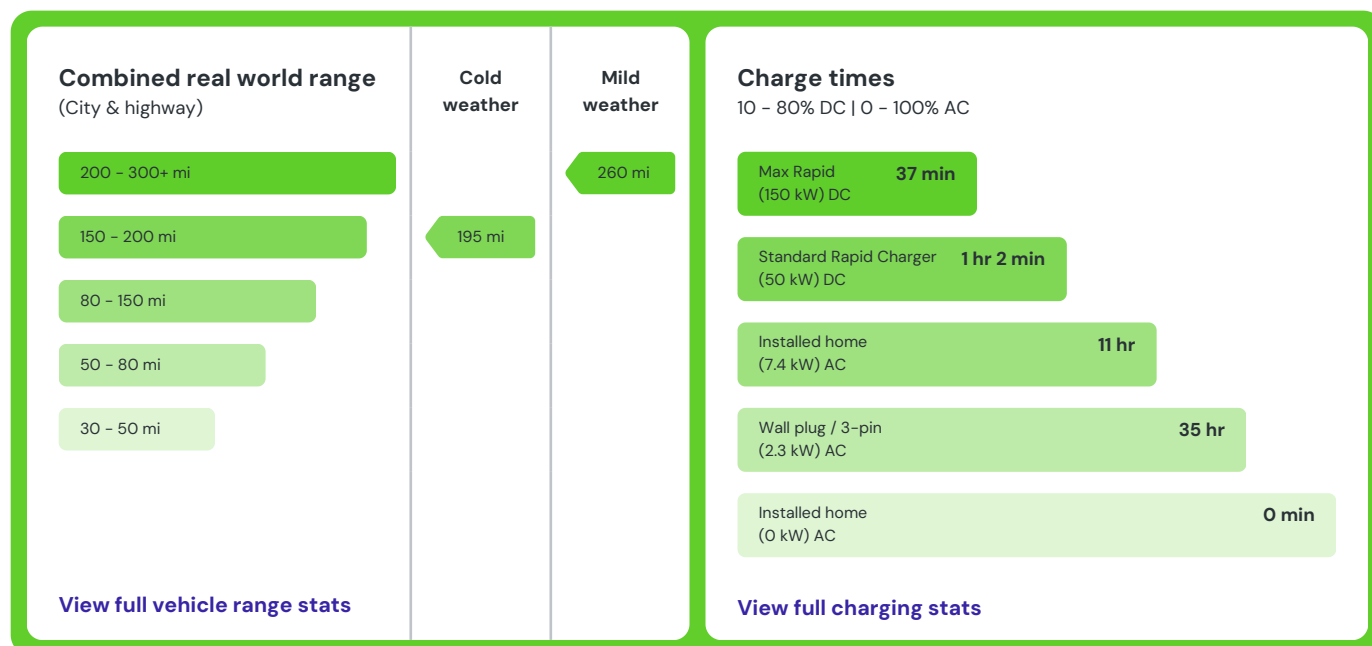 Combined real world range
(City & highway)
Cold
weather
Mild
weather
200 - 300+ mi
260 mi
150 - 200 mi
195 mi
80 - 150 mi
50 - 80 mi
30 - 50 mi
View full vehicle range stats
Charge times
10 - 80% DC | 0 - 100% AC
Max Rapid
(150 kW) DC
37 min
Standard Rapid Charger
(50 kW) DC
1 hr 2 min
Installed home
(7.4 kW) AC
11 hr
Wall plug / 3-pin
(2.3 kW) AC
35 hr
Installed home
(0 kW) AC
0 min
View full charging stats